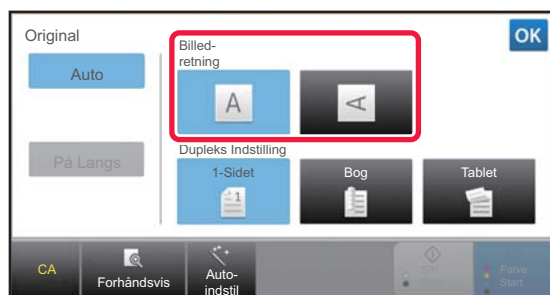 Original
OK
Billed-
retning
Auto
A
A
På Langs
Dupleks Indstilling
1-Sidet
1
Bog
Tablet
CA
Forhåndsvis
Auto-
indstil
S/H
Start
Farve
Start